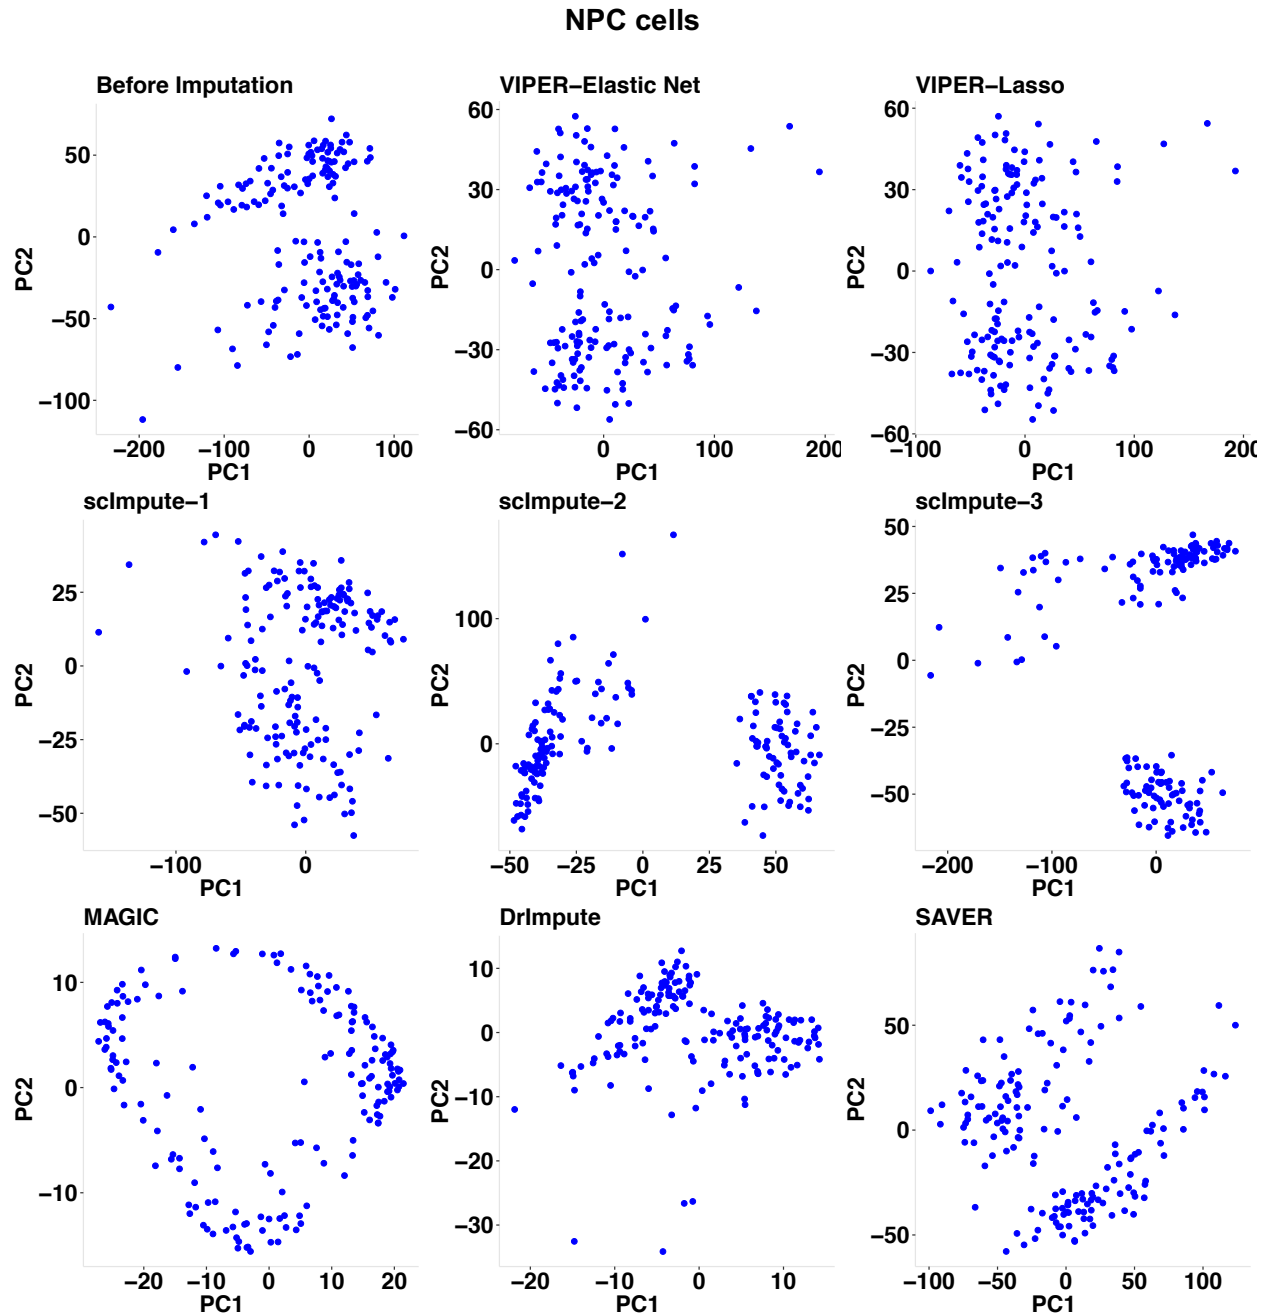 NPC cells
Before Imputation
VIPER−Elastic Net
VIPER−Lasso
PC2
50
0
−50
−100
−200 −100 0 100
PC1
PC2
60
30
0
−30
−60
0 100 200
PC1
PC2
60
30
0
−30
−60
−100 0 100 200
PC1
scImpute−1
scImpute−2
scImpute−3
PC2
25
0
−25
−50
−100 0
PC1
PC2
100
0
−50 −25 0 25 50
PC1
PC2
50
25
0
−25
−50
−200 −100 0
PC1
MAGIC
DrImpute
SAVER
PC2
10
0
−10
−20 −10 0 10 20
PC1
PC2
10
0
−10
−20
−30
−20 −10 0 10
PC1
PC2
50
0
−50
−100 −50 0 50 100
PC1